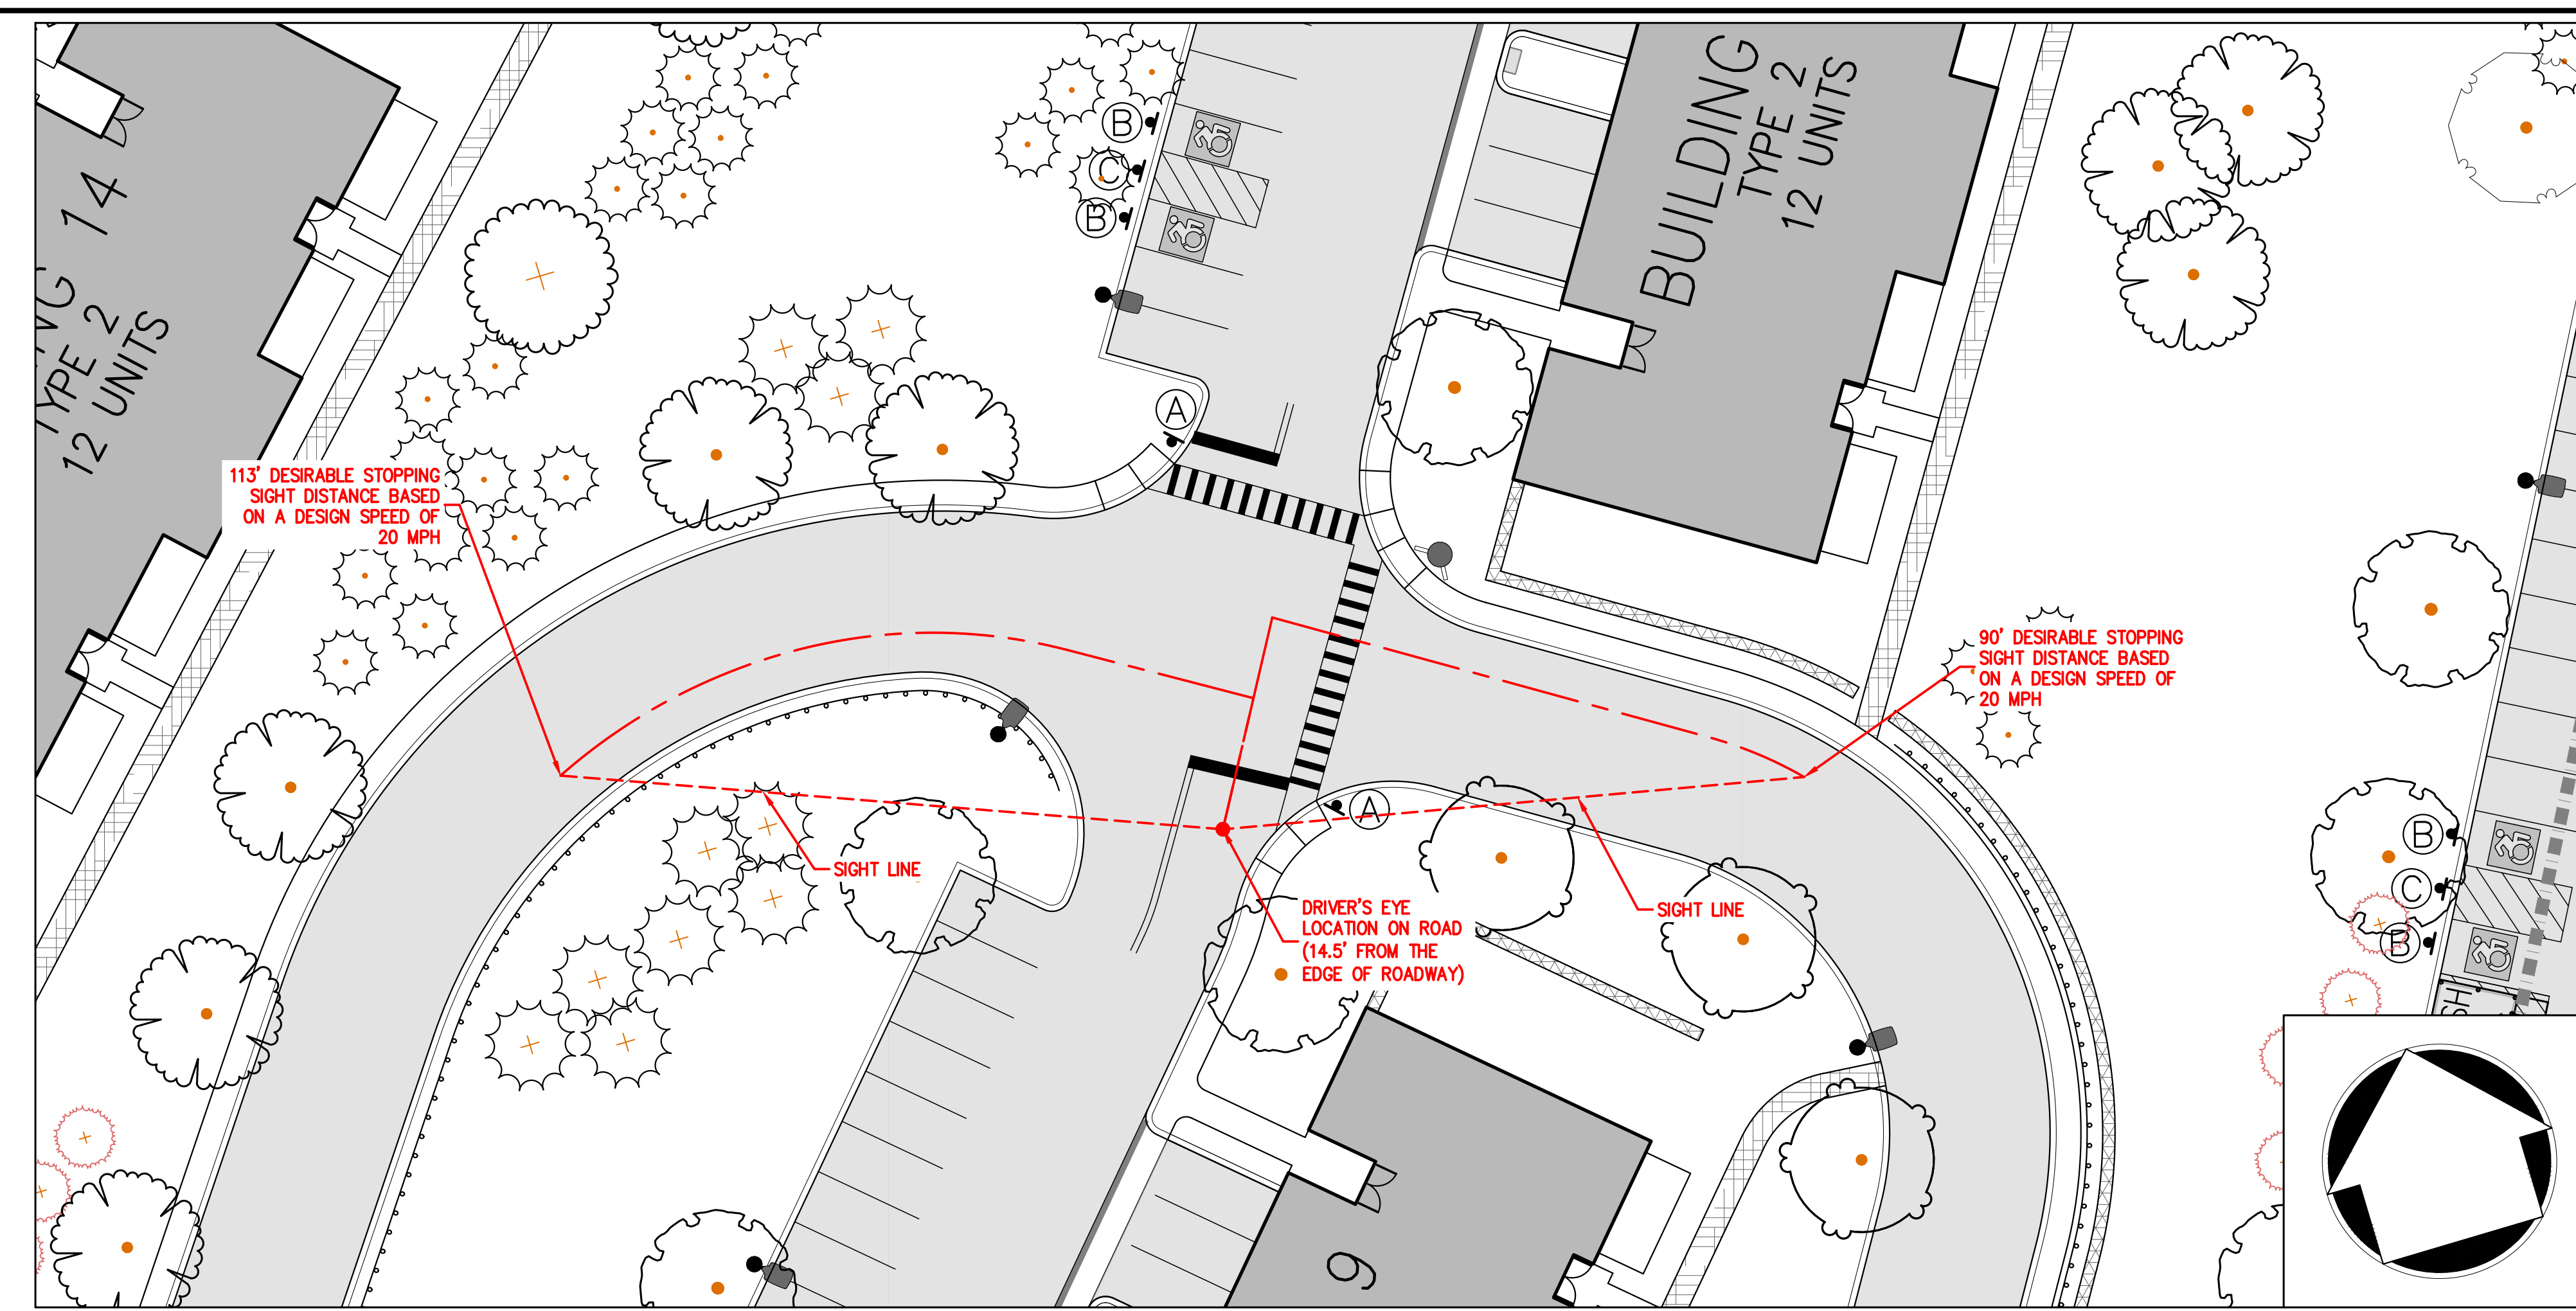 14
TYPE 2
12 UNITS
BUILDING
TYPE 2
12 UNITS
B
C
B
A
113' DESIRABLE STOPPING
SIGHT DISTANCE BASED
ON A DESIGN SPEED OF
20 MPH
90' DESIRABLE STOPPING
SIGHT DISTANCE BASED
ON A DESIGN SPEED OF
20 MPH
A
SIGHT LINE
DRIVER'S EYE
LOCATION ON ROAD
(14.5' FROM THE
EDGE OF ROADWAY)
SIGHT LINE
B
C
B
9